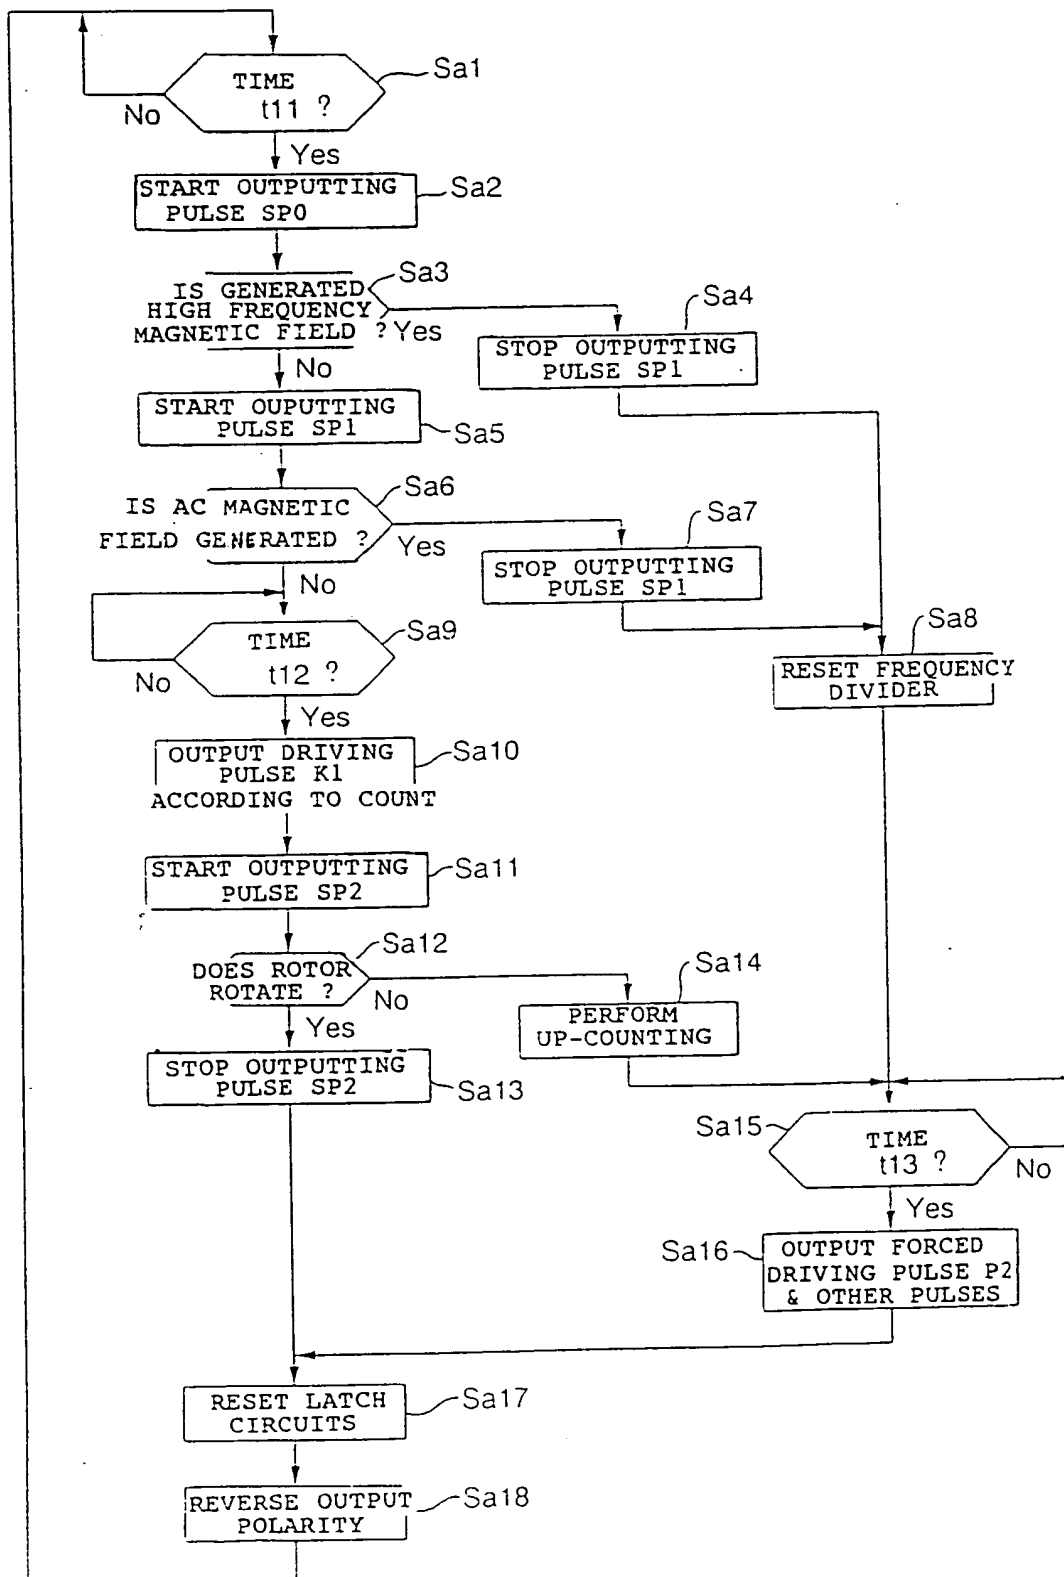 Sa1
TIME
t11 ?
No
Yes
START OUTPUTTING
PULSE SP0
Sa2
Sa3
IS GENERATED
HIGH FREQUENCY
MAGNETIC FIELD ? Yes
No
Sa4
STOP OUTPUTTING
PULSE SP1
START OUPUTTING
PULSE SP1
Sa5
Sa6
IS AC MAGNETIC
FIELD GENERATED ?
Yes
No
Sa7
STOP OUTPUTTING
PULSE SP1
Sa8
RESET FREQUENCY
DIVIDER
Sa9
TIME
t12 ?
No
Yes
Sa10
OUTPUT DRIVING
PULSE K1
ACCORDING TO COUNT
START OUTPUTTING
PULSE SP2
Sa11
Sa12
DOES ROTOR
ROTATE ?
No
Yes
Sa14
PERFORM
UP-COUNTING
STOP OUTPUTTING
PULSE SP2
Sa13
Sa15
TIME
t13 ?
No
Yes
Sa16
OUTPUT FORCED
DRIVING PULSE P2
& OTHER PULSES
RESET LATCH
CIRCUITS
Sa17
REVERSE OUTPUT
POLARITY
Sa18